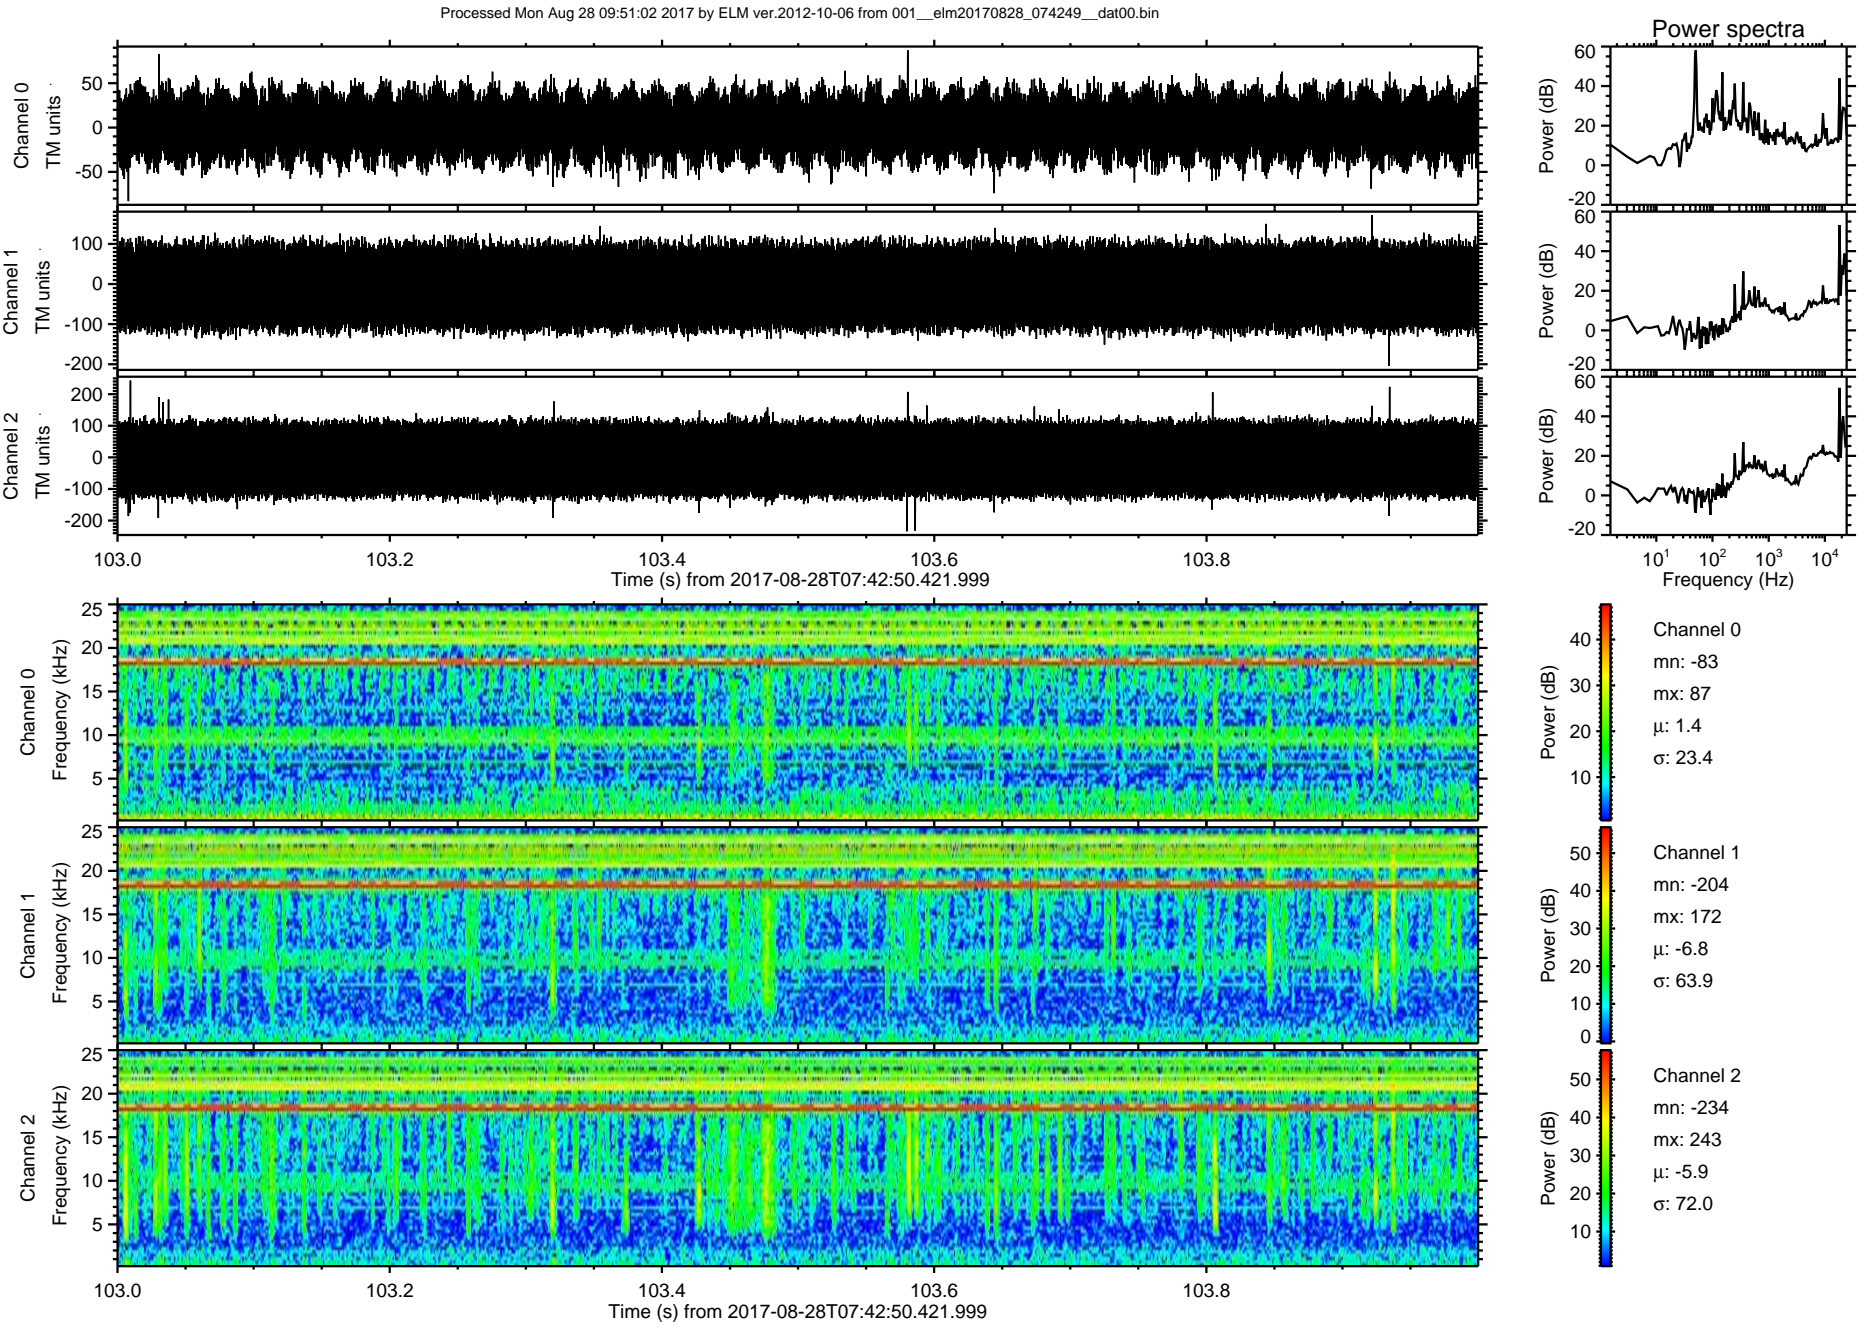 Processed Mon Aug 28 09:51:02 2017 by ELM ver.2012-10-06 from 001__elm20170828_074249__dat00.bin
Power spectra
Channel 0
TM units
50
0
-50
Power (dB)
60
40
20
0
-20
Channel 1
TM units
100
0
-100
-200
Power (dB)
60
40
20
0
-20
Channel 2
TM units
200
100
0
-100
-200
Power (dB)
60
40
20
0
-20
103.0 103.2 103.4 103.6 103.8
Time (s) from 2017-08-28T07:42:50.421.999
10¹ 10² 10³ 10⁴
Frequency (Hz)
Channel 0
Frequency (kHz)
25
20
15
10
5
Power (dB)
40
30
20
10
Channel 0
mn: -83
mx: 87
μ: 1.4
σ: 23.4
Channel 1
Frequency (kHz)
25
20
15
10
5
Power (dB)
50
40
30
20
10
0
Channel 1
mn: -204
mx: 172
μ: -6.8
σ: 63.9
Channel 2
Frequency (kHz)
25
20
15
10
5
Power (dB)
50
40
30
20
10
Channel 2
mn: -234
mx: 243
μ: -5.9
σ: 72.0
103.0 103.2 103.4 103.6 103.8
Time (s) from 2017-08-28T07:42:50.421.999